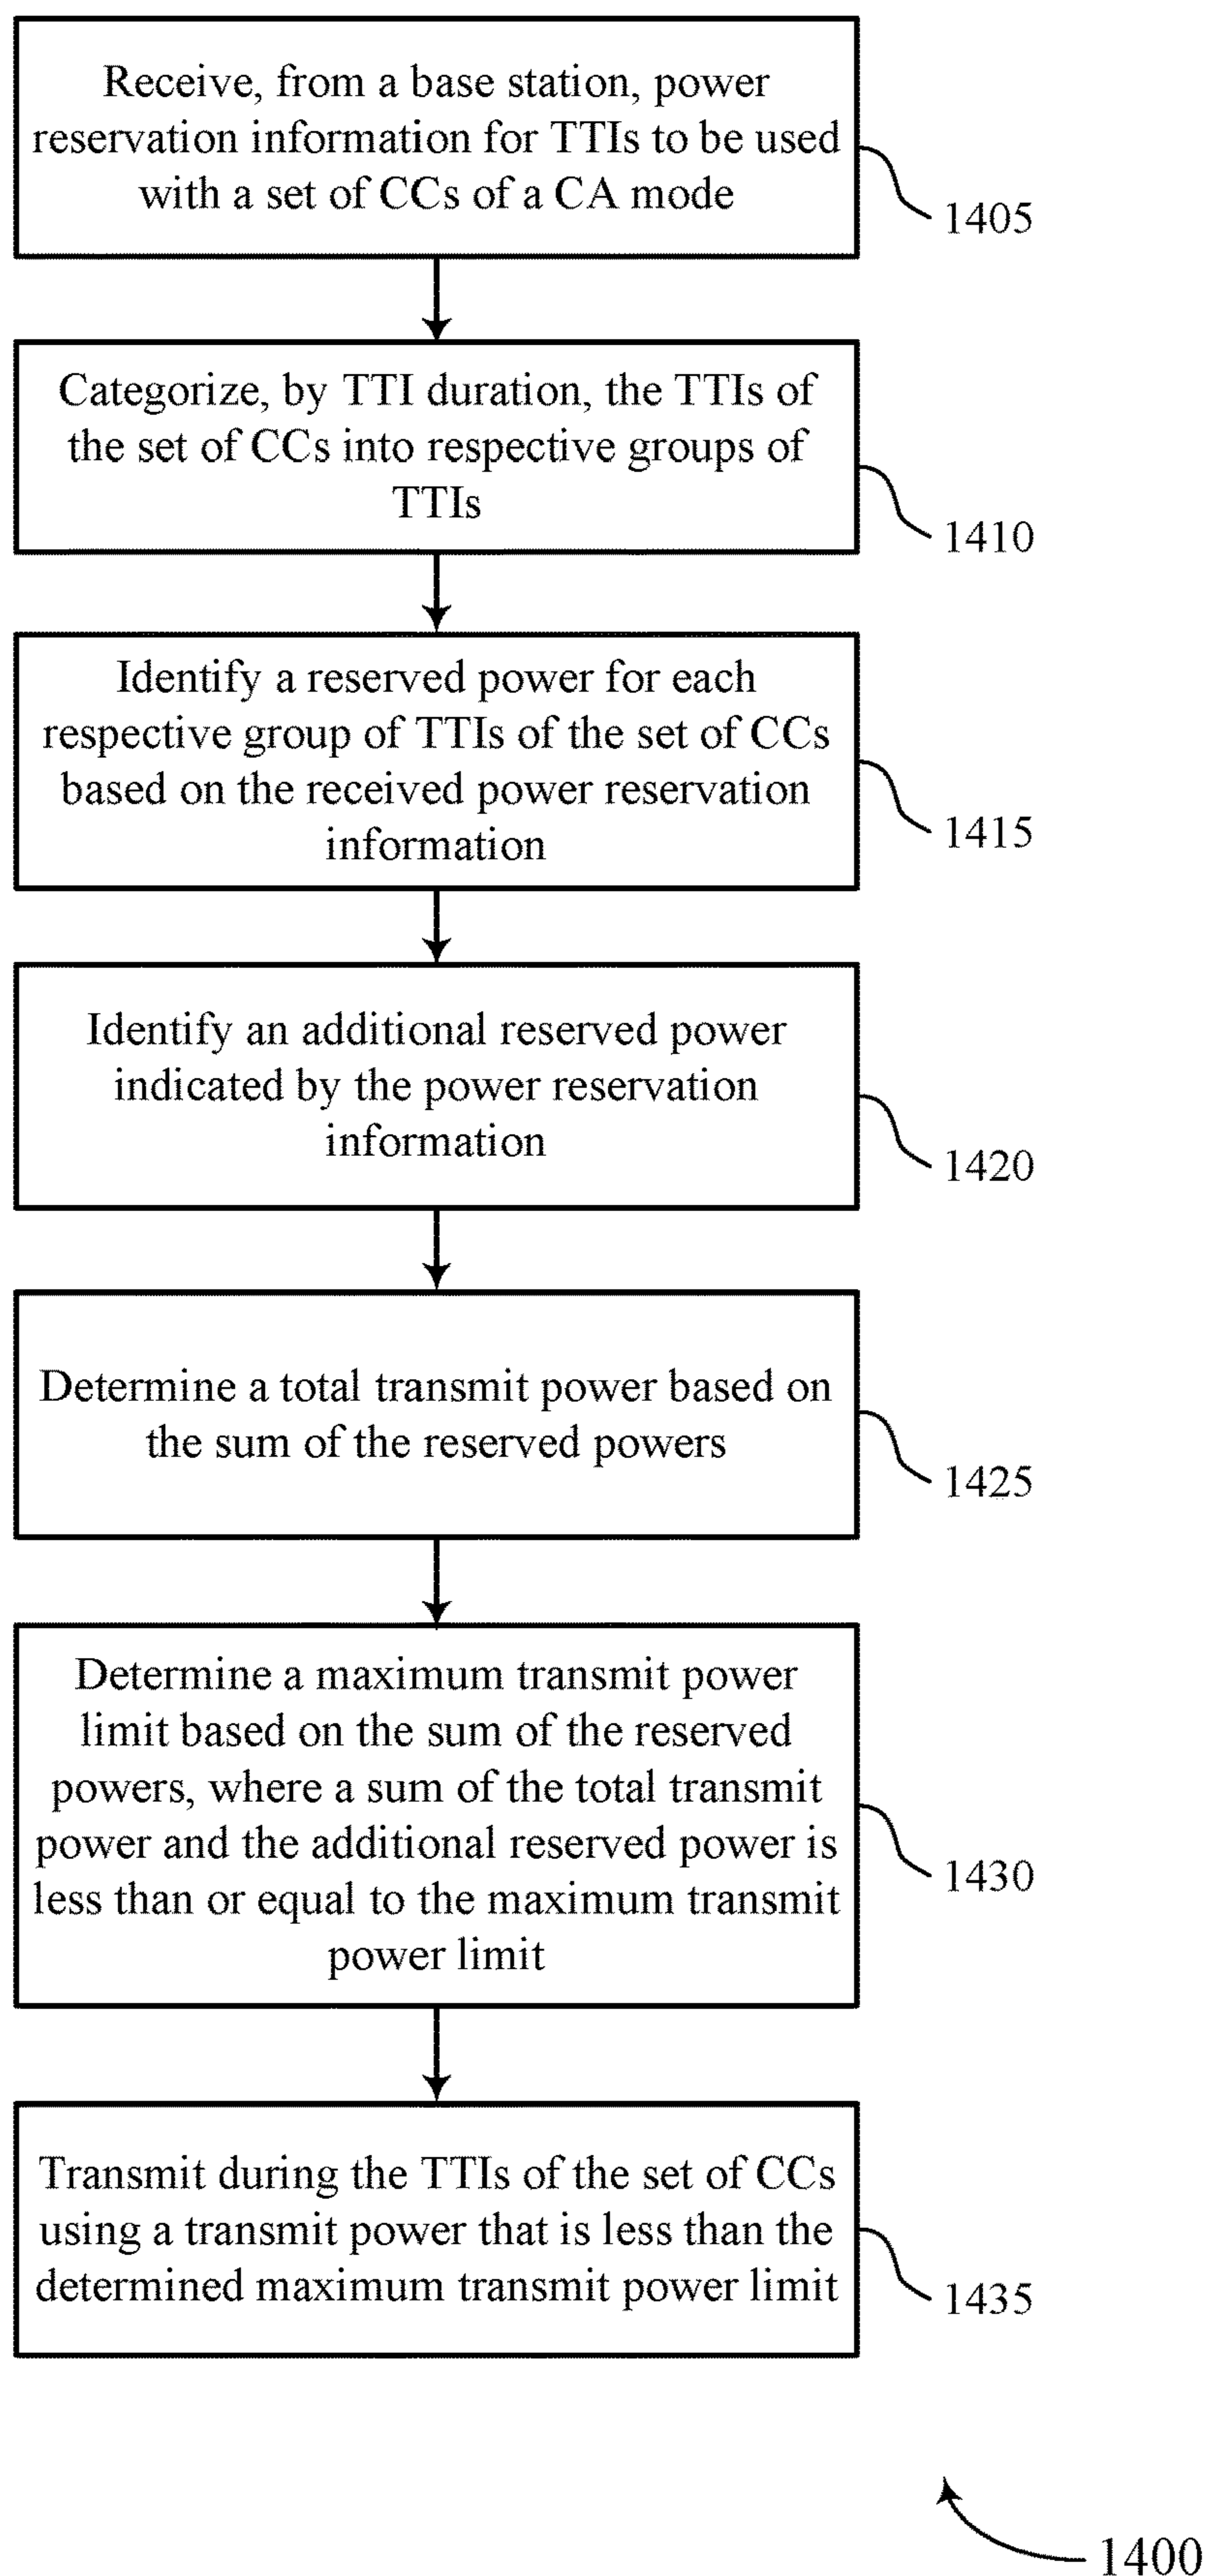 Receive, from a base station, power
reservation information for TTIs to be used
with a set of CCs of a CA mode
1405
Categorize, by TTI duration, the TTIs of
the set of CCs into respective groups of
TTIs
1410
Identify a reserved power for each
respective group of TTIs of the set of CCs
based on the received power reservation
information
1415
Identify an additional reserved power
indicated by the power reservation
information
1420
Determine a total transmit power based on
the sum of the reserved powers
1425
Determine a maximum transmit power
limit based on the sum of the reserved
powers, where a sum of the total transmit
power and the additional reserved power is
less than or equal to the maximum transmit
power limit
1430
Transmit during the TTIs of the set of CCs
using a transmit power that is less than the
determined maximum transmit power limit
1435
1400